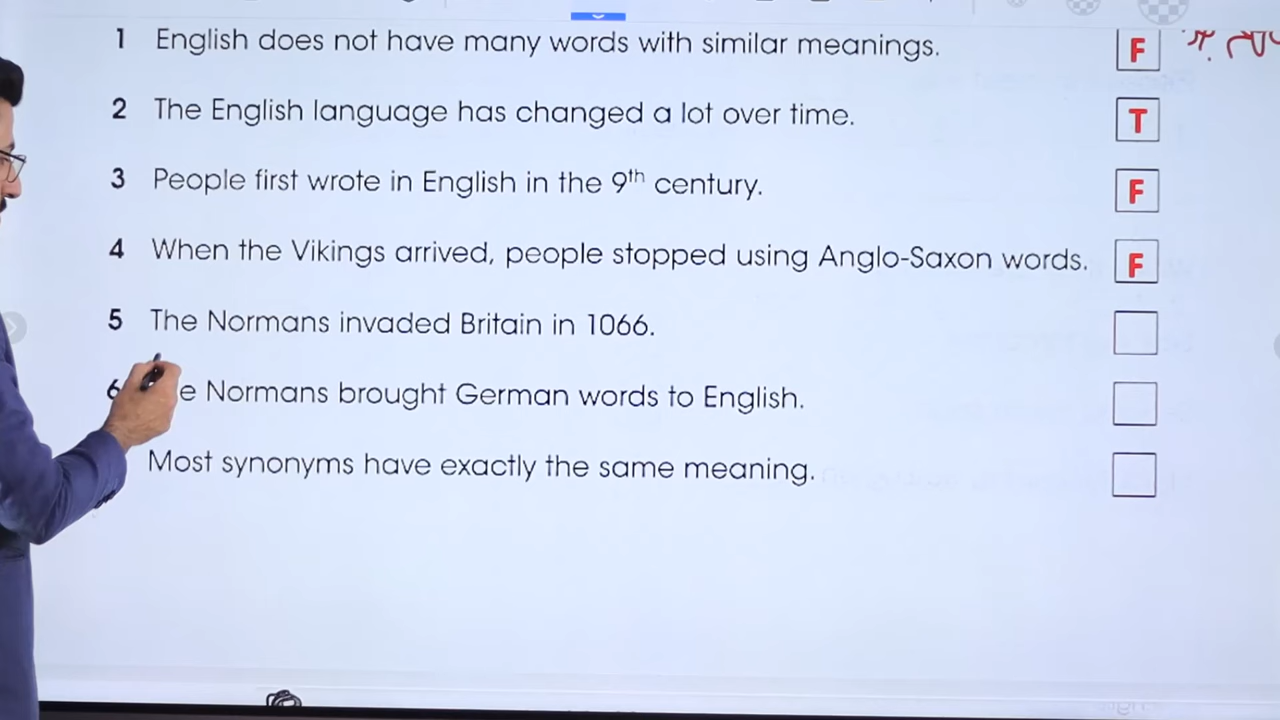 1 English does not have many words with similar meanings. F
2 The English language has changed a lot over time. T
3 People first wrote in English in the 9th century. F
4 When the Vikings arrived, people stopped using Anglo-Saxon words. F
5 The Normans invaded Britain in 1066.
6 e Normans brought German words to English.
Most synonyms have exactly the same meaning.